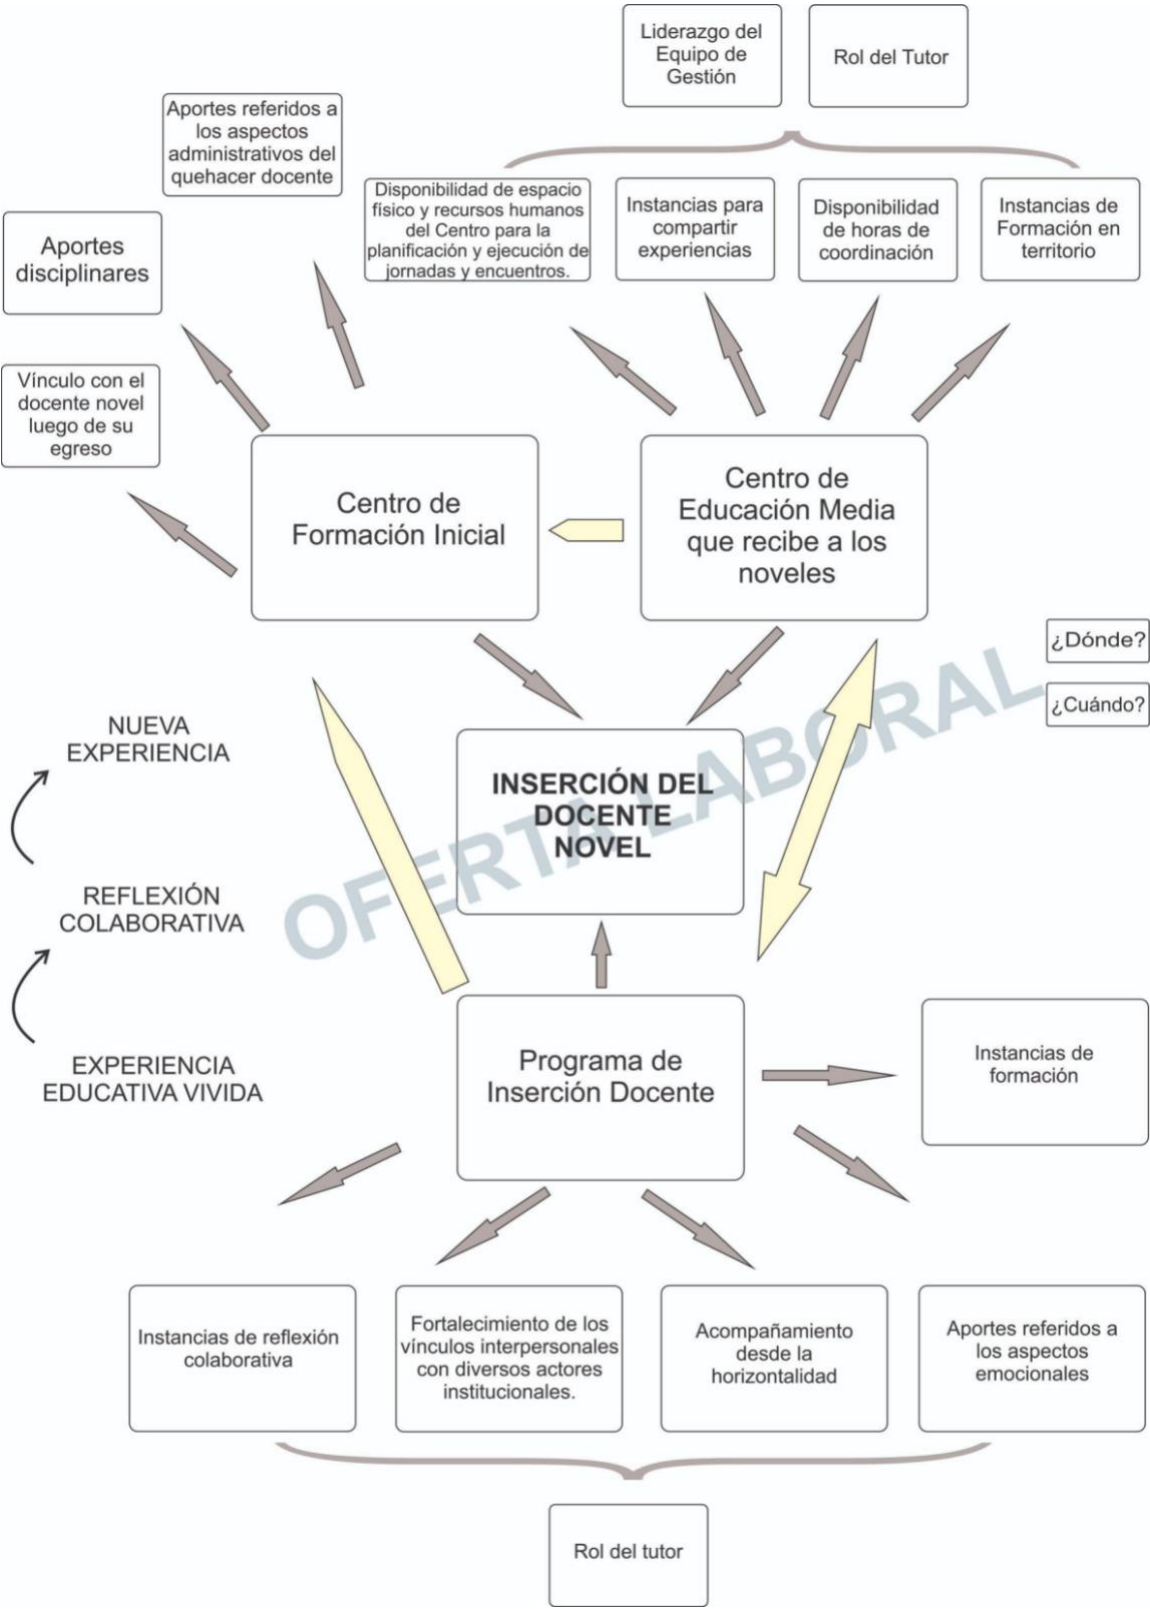 Liderazgo del
Equipo de
Gestión
Rol del Tutor
Aportes referidos a
los aspectos
administrativos del
quehacer docente
Disponibilidad de espacio
físico y recursos humanos
del Centro para la
planificación y ejecución de
jornadas y encuentros.
Instancias para
compartir
experiencias
Disponibilidad
de horas de
coordinación
Instancias de
Formación en
territorio
Aportes
disciplinares
Vínculo con el
docente novel
luego de su
egreso
Centro de
Formación Inicial
Centro de
Educación Media
que recibe a los
noveles
¿Dónde?
¿Cuándo?
OFERTA LABORAL
NUEVA
EXPERIENCIA
INSERCIÓN DEL
DOCENTE
NOVEL
REFLEXIÓN
COLABORATIVA
EXPERIENCIA
EDUCATIVA VIVIDA
Programa de
Inserción Docente
Instancias de
formación
Instancias de reflexión
colaborativa
Fortalecimiento de los
vínculos interpersonales
con diversos actores
institucionales.
Acompañamiento
desde la
horizontalidad
Aportes referidos a
los aspectos
emocionales
Rol del tutor